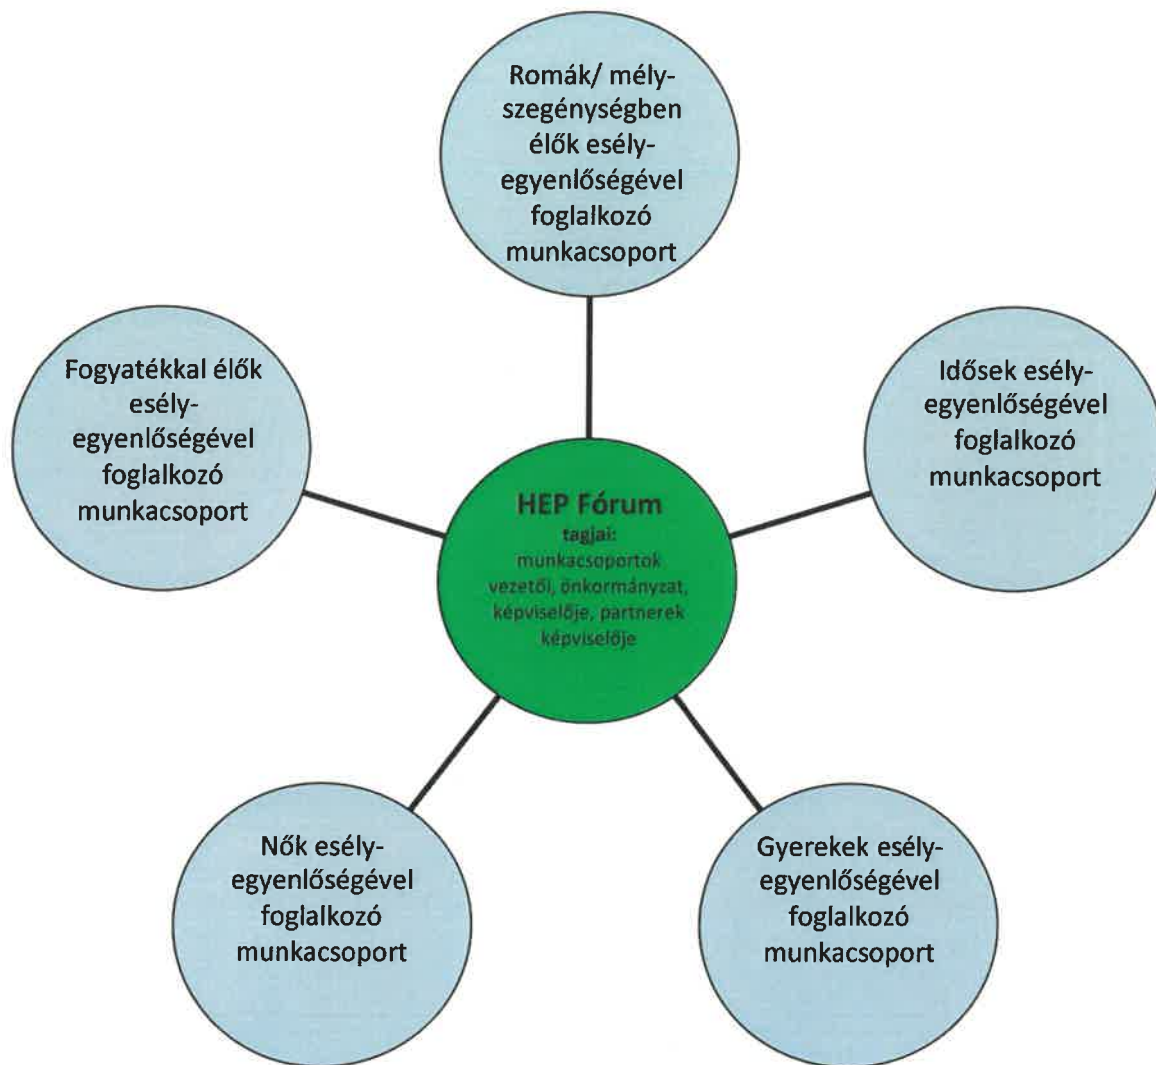 Romák/ mély-
szegénységben
élők esély-
egyenlőségével
foglalkozó
munkacsoport
Fogyatékkal élők
esély-
egyenlőségével
foglalkozó
munkacsoport
Idősek esély-
egyenlőségével
foglalkozó
munkacsoport
HEP Fórum
tagjai:
munkacsoportok
vezetői, önkormányzat,
képviselője, partnerek
képviselője
Nők esély-
egyenlőségével
foglalkozó
munkacsoport
Gyerekek esély-
egyenlőségével
foglalkozó
munkacsoport